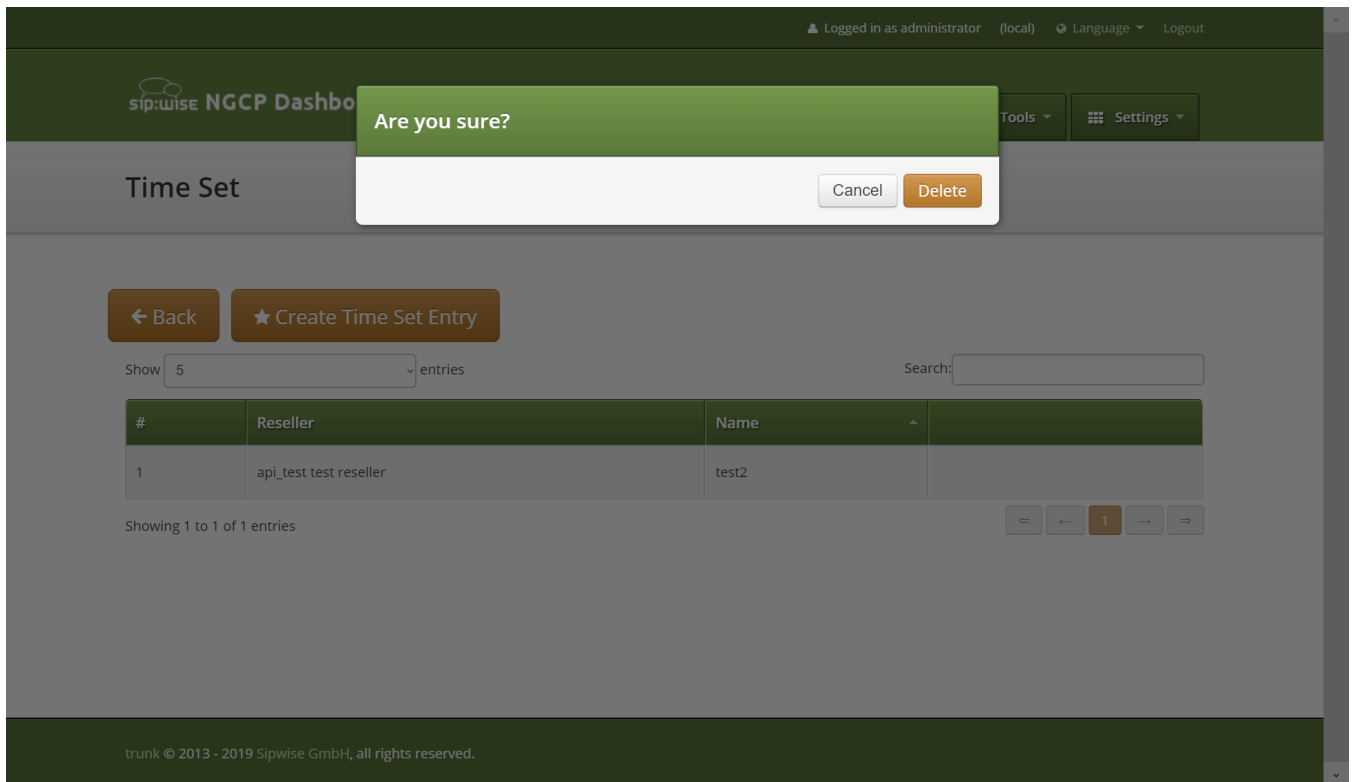 Logged in as administrator (local) Language Logout
sip:wise NGCP Dashbo
Are you sure?
Tools Settings
Time Set
Cancel Delete
Back Create Time Set Entry
Show 5 entries Search:
# Reseller Name
1 api_test test reseller test2
Showing 1 to 1 of 1 entries ⇐ ← 1 → ⇒
trunk © 2013 - 2019 Sipwise GmbH, all rights reserved.